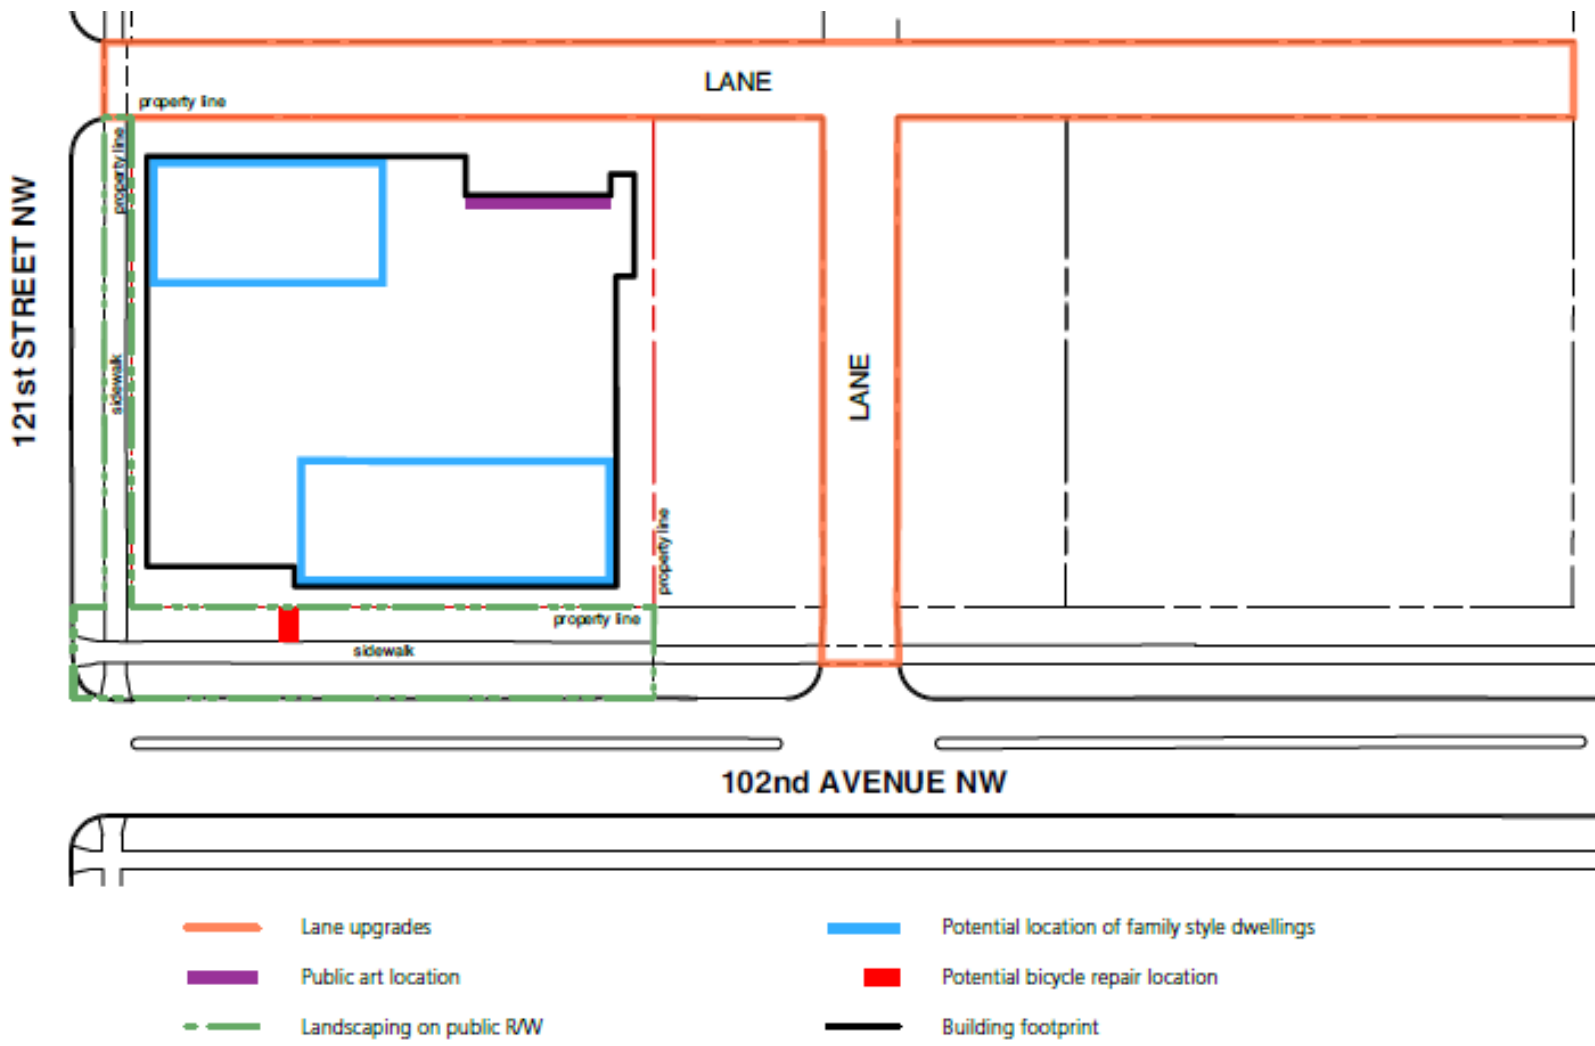 LANE
property line
property line
121st STREET NW
sidewalk
LANE
property line
property line
sidewalk
102nd AVENUE NW
Lane upgrades
Potential location of family style dwellings
Public art location
Potential bicycle repair location
Landscaping on public R/W
Building footprint